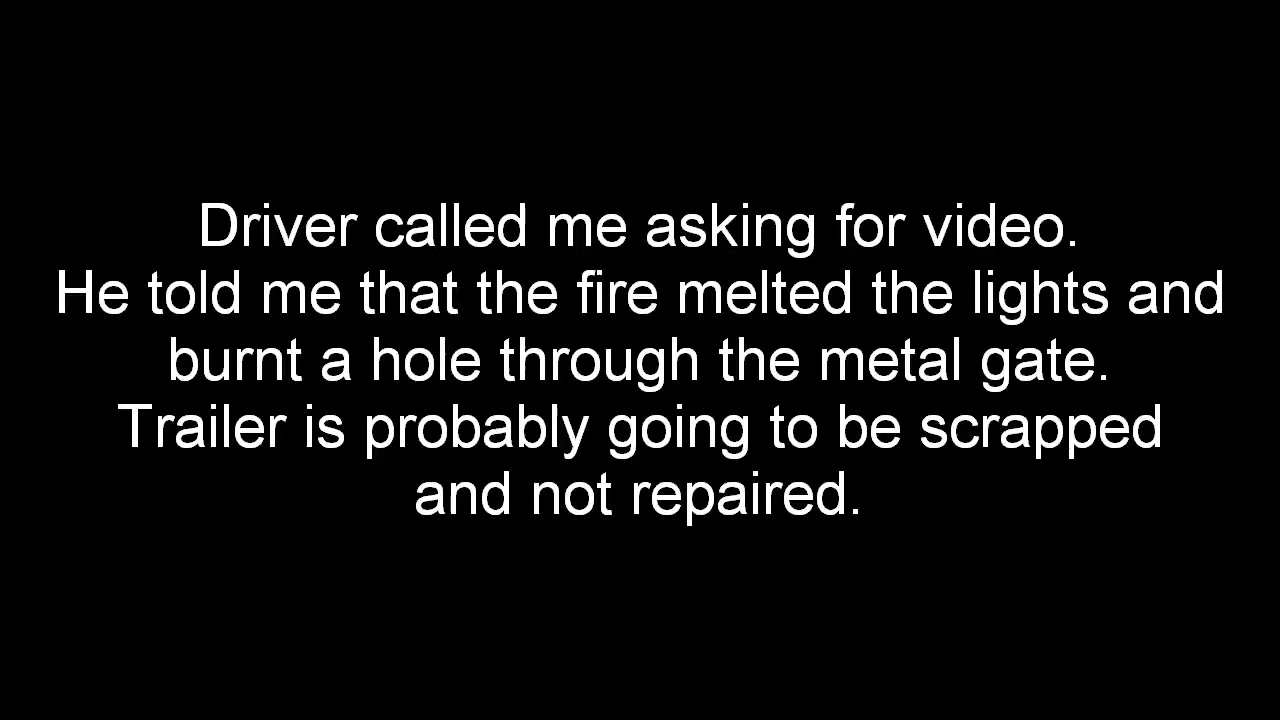 Driver called me asking for video.
He told me that the fire melted the lights and
burnt a hole through the metal gate.
Trailer is probably going to be scrapped
and not repaired.